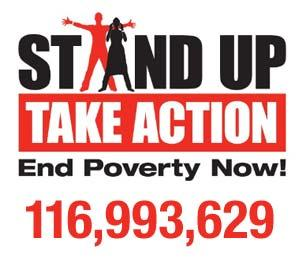 STAND UP
TAKE ACTION
End Poverty Now!
116,993,629